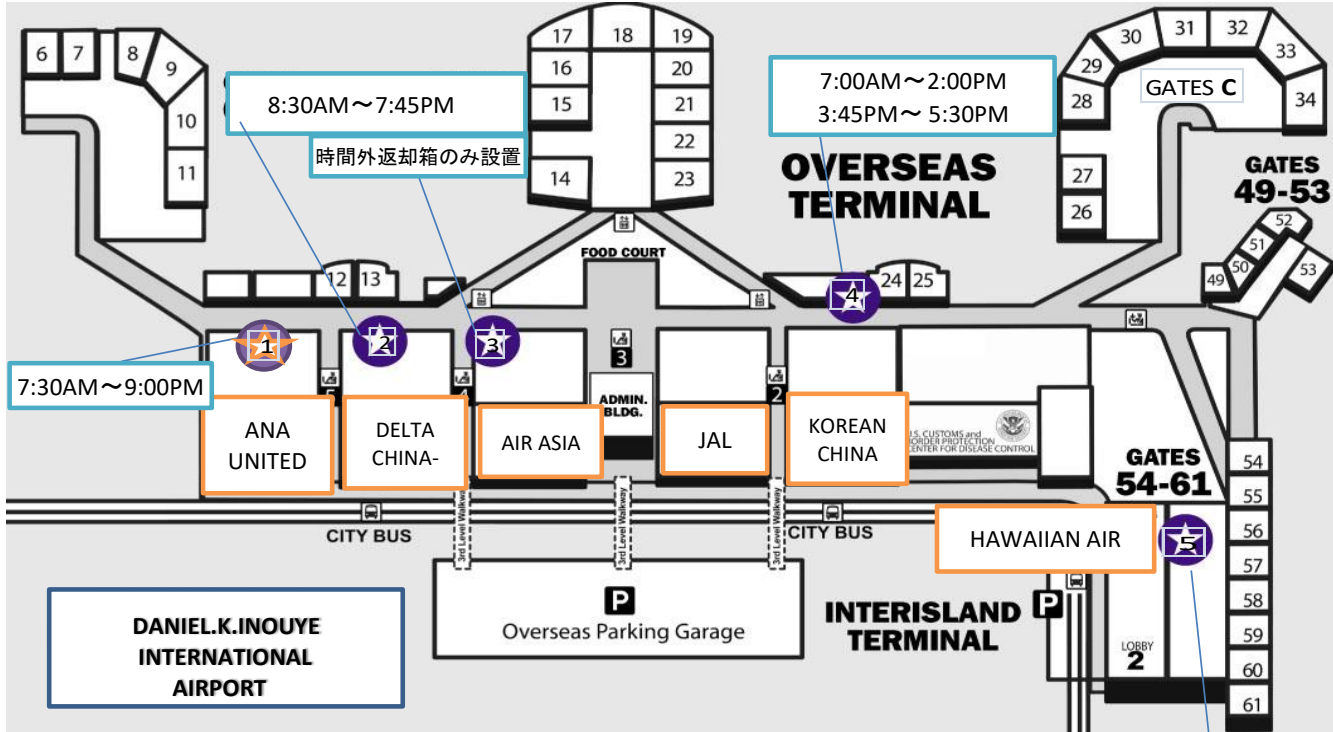 6
7
8
9
10
11
8:30AM～7:45PM
時間外返却箱のみ設置
7:30AM～9:00PM
17
18
19
16
20
15
21
22
14
23
7:00AM～2:00PM
3:45PM～ 5:30PM
OVERSEAS
TERMINAL
29
30
31
32
33
28
34
GATES C
27
26
GATES
49-53
52
51
50
49
53
FOOD COURT
12
13
24
25
1
2
3
4
3
2
ADMIN.
BLDG.
ANA
UNITED
DELTA
CHINA-
AIR ASIA
JAL
KOREAN
CHINA
U.S. CUSTOMS and
BORDER PROTECTION
CENTER FOR DISEASE CONTROL
GATES
54-61
54
55
56
57
58
59
60
61
3rd Level Walkway
3rd Level Walkway
3rd Level Walkway
CITY BUS
CITY BUS
HAWAIIAN AIR
5
P
Overseas Parking Garage
INTERISLAND
TERMINAL
P
LOBBY
2
DANIEL.K.INOUYE
INTERNATIONAL
AIRPORT